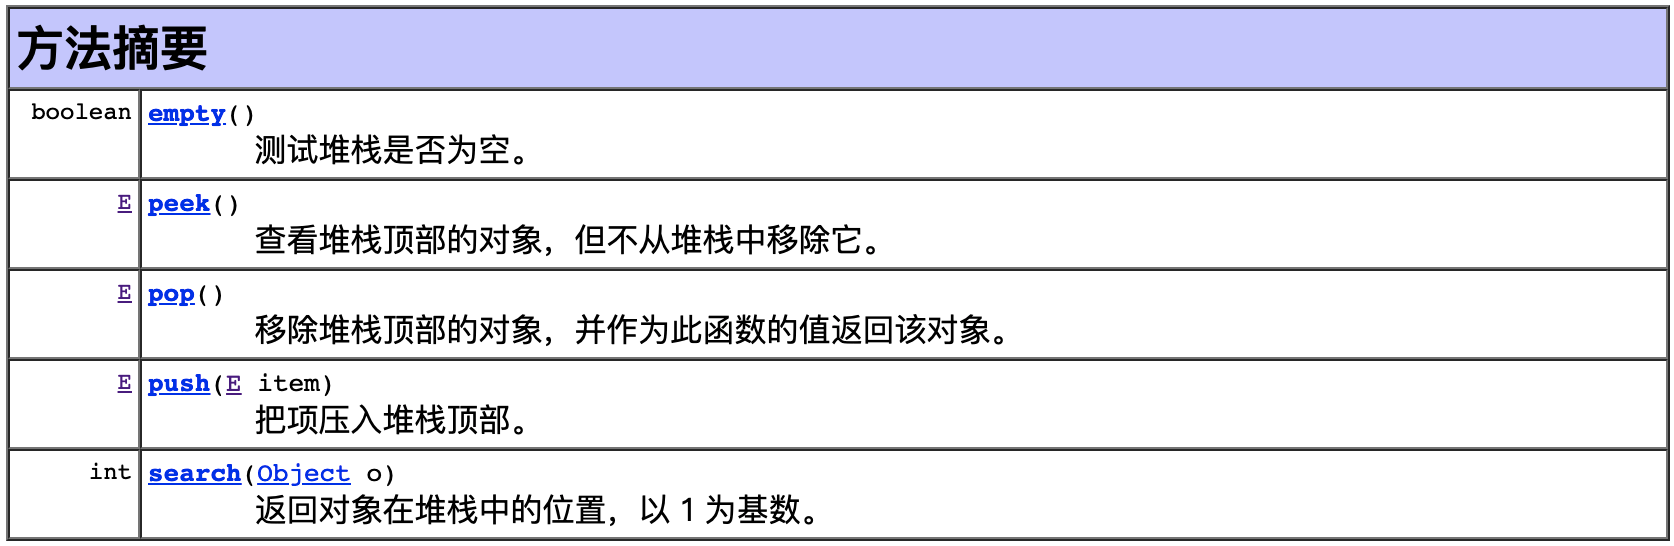 方法摘要
boolean empty()
测试堆栈是否为空。
E peek()
查看堆栈顶部的对象，但不从堆栈中移除它。
E pop()
移除堆栈顶部的对象，并作为此函数的值返回该对象。
E push(E item)
把项压入堆栈顶部。
int search(Object o)
返回对象在堆栈中的位置，以 1 为基数。